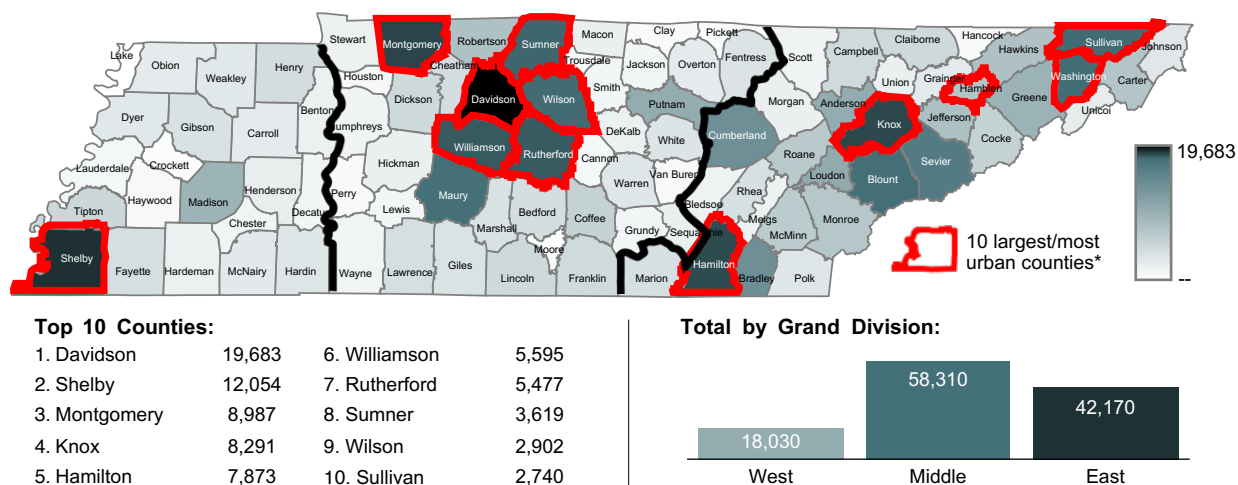 Lake
Obion
Weakley
Henry
Stewart
Montgomery
Robertson
Sumner
Macon
Clay
Pickett
Fentress
Scott
Campbell
Claiborne
Hancock
Hawkins
Sullivan
Johnson
Houston
Cheatham
Trousdale
Jackson
Overton
Union
Grainger
Hamblen
Washington
Carter
Dyer
Gibson
Carroll
Benton
Humphreys
Dickson
Davidson
Wilson
Smith
Putnam
Morgan
Anderson
Knox
Jefferson
Greene
Unicoi
Lauderdale
Crockett
Hickman
Williamson
Rutherford
DeKalb
Cannon
White
Cumberland
Roane
Loudon
Sevier
Cocke
Tipton
Haywood
Madison
Henderson
Decatu
Perry
Lewis
Maury
Bedford
Coffee
Warren
Van Buren
Bledsoe
Rhea
Meigs
Monroe
Blount
Shelby
Fayette
Hardeman
Chester
McNairy
Hardin
Wayne
Lawrence
Giles
Marshall
Moore
Lincoln
Franklin
Grundy
Marion
Sequa hie
Hamilton
Bradley
McMinn
Polk
19,683
--
10 largest/most
urban counties*
Top 10 Counties:
1. Davidson 19,683
2. Shelby 12,054
3. Montgomery 8,987
4. Knox 8,291
5. Hamilton 7,873
6. Williamson 5,595
7. Rutherford 5,477
8. Sumner 3,619
9. Wilson 2,902
10. Sullivan 2,740
Total by Grand Division:
18,030
58,310
42,170
West Middle East